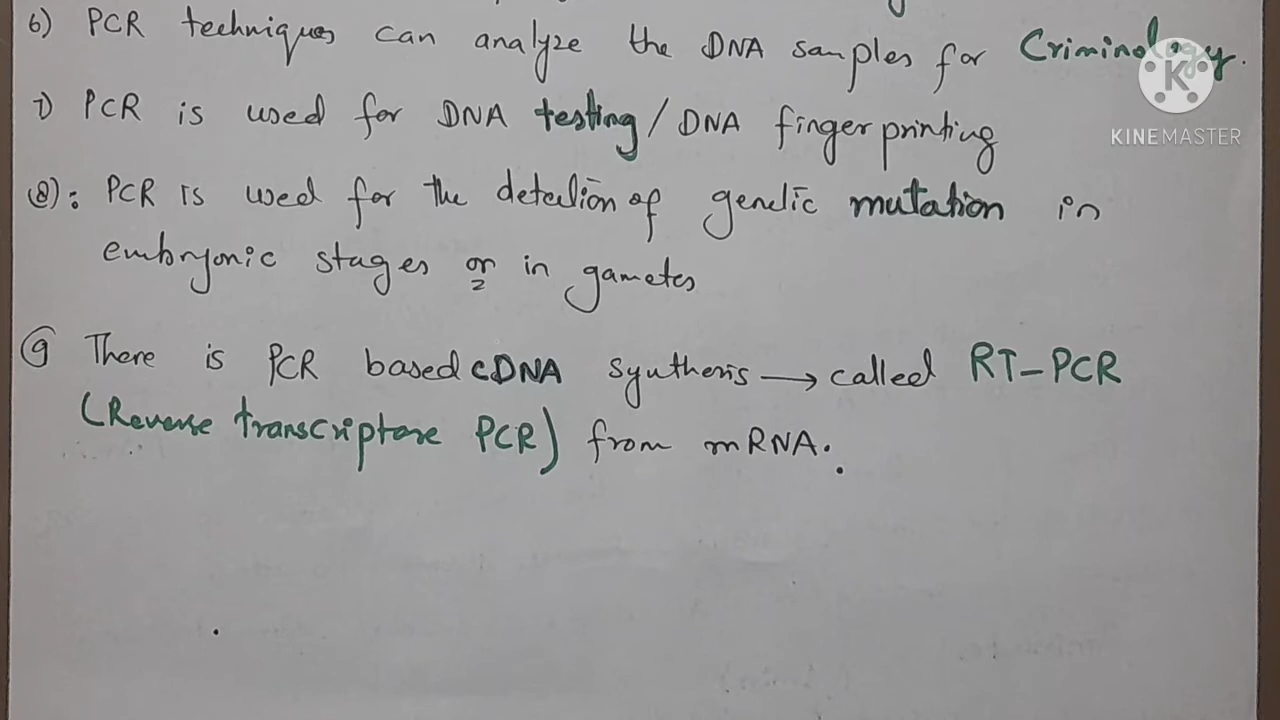 6) PCR techniques can analyze the DNA samples for Criminology.
KINEMASTER
7) PCR is used for DNA testing / DNA finger printing
(8): PCR is used for the detection of genetic mutation in
embryonic stages or in gametes
9 There is PCR based cDNA synthesis → called RT-PCR
(Reverse transcriptase PCR) from mRNA.